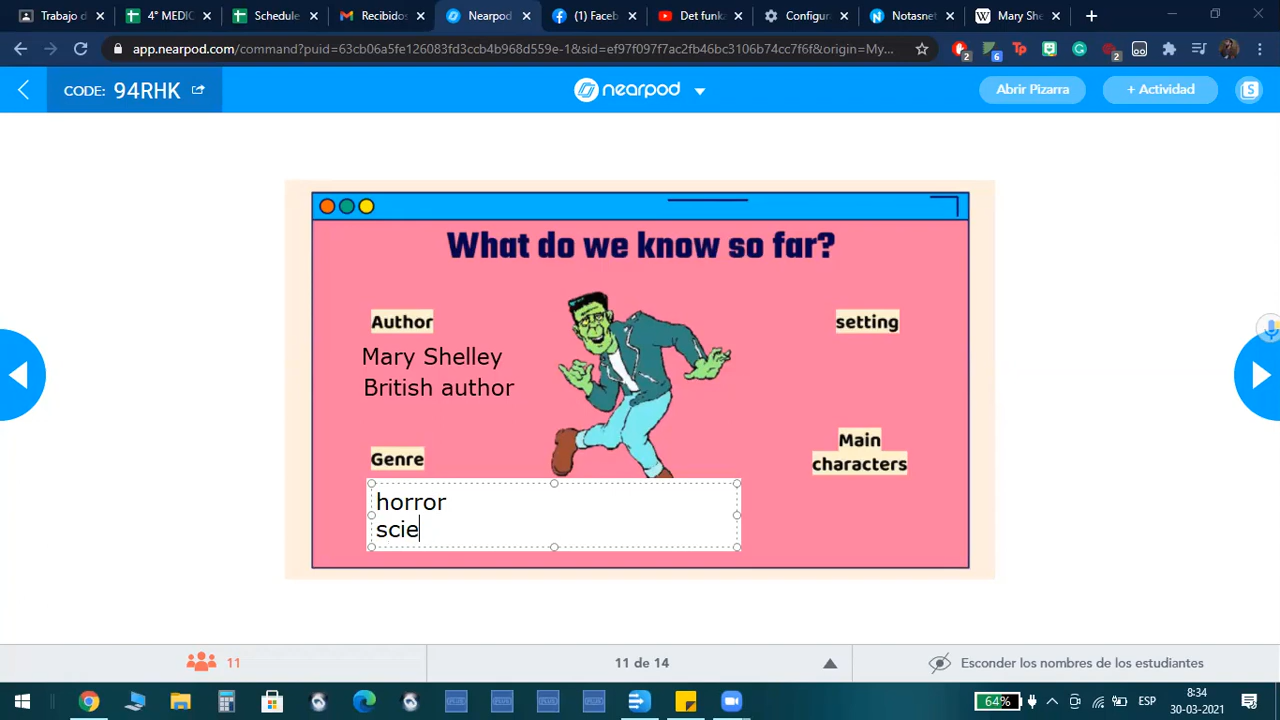 Trabajo d
4° MEDIC
Schedule
Recibidos
Nearpod
(1) Faceb
Det funka
Configura
Notasnet
Mary She
app.nearpod.com/command?puid=63cb06a5fe126083fd3ccb4b968d559e-1&sid=ef97f097f7ac2fb46bc3106b74cc7f6f&origin=My...
CODE: 94RHK
nearpod
Abrir Pizarra
+ Actividad
What do we know so far?
Author
setting
Mary Shelley
British author
Genre
Main
characters
horror
scie
11
11 de 14
Esconder los nombres de los estudiantes
64%
ESP
8:34
30-03-2021